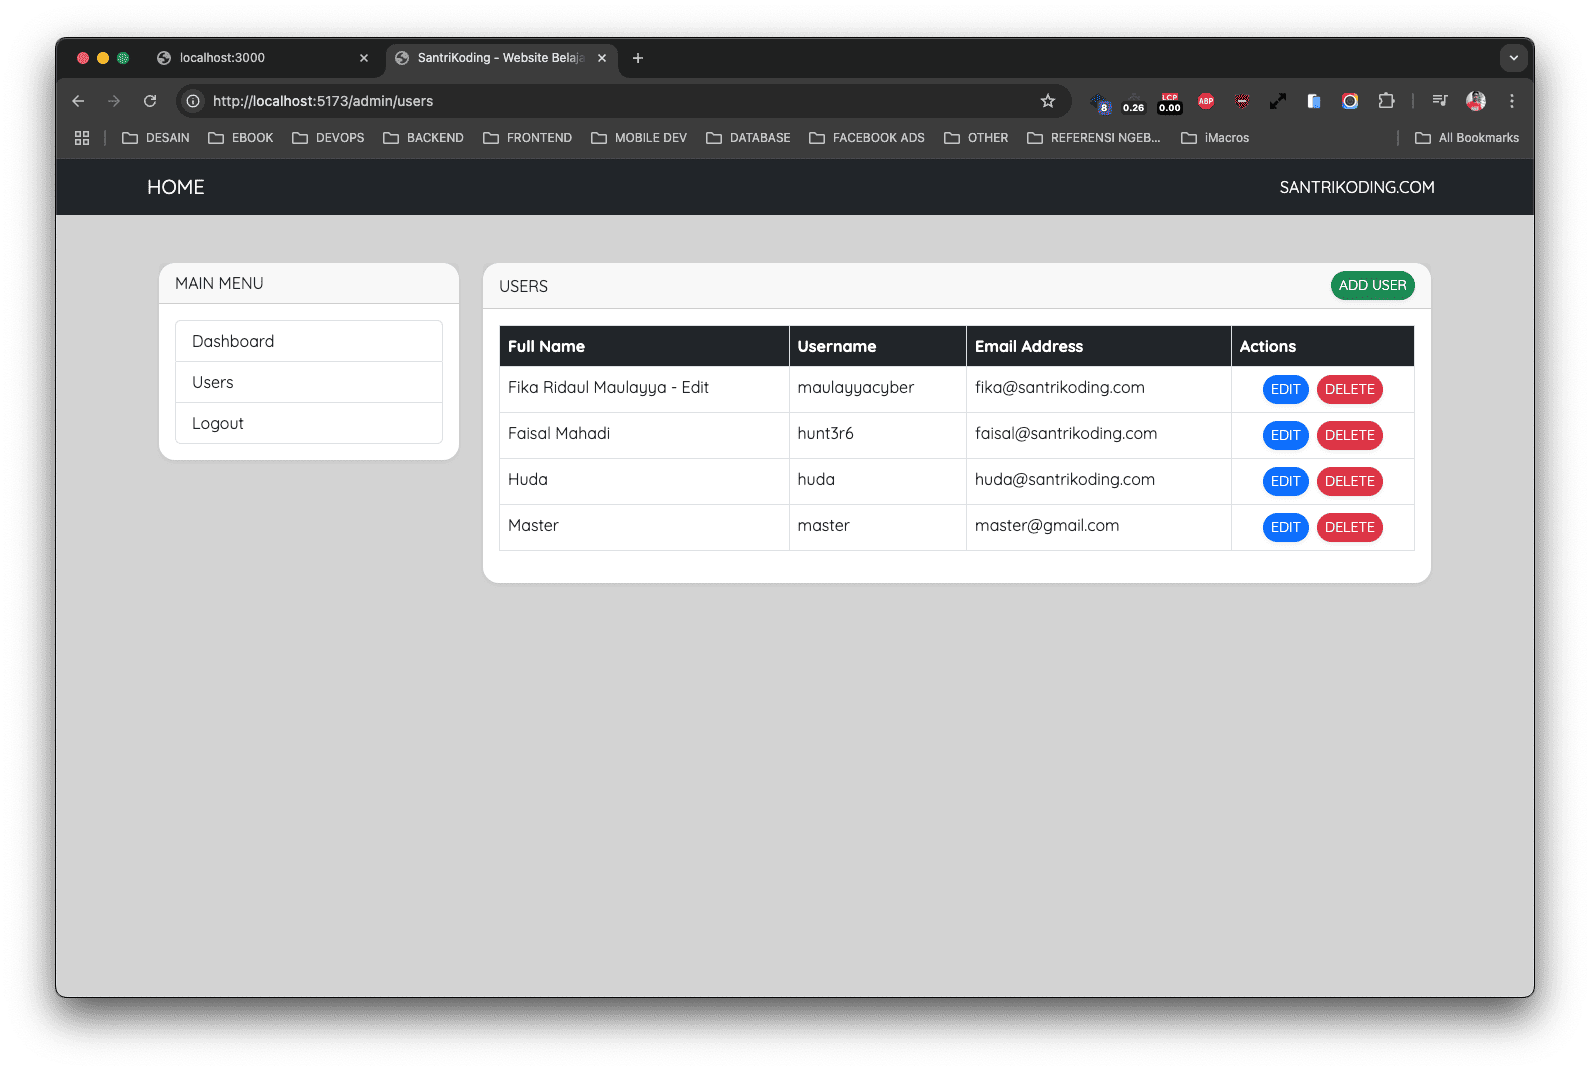 localhost:3000
SantriKoding - Website Belaja
http://localhost:5173/admin/users
8 0.26 LCP 0.00 ABP
DESAIN EBOOK DEVOPS BACKEND FRONTEND MOBILE DEV DATABASE FACEBOOK ADS OTHER REFERENSI NGEB... iMacros All Bookmarks
HOME SANTRIKODING.COM
MAIN MENU
Dashboard
Users
Logout
USERS ADD USER
Full Name Username Email Address Actions
Fika Ridaul Maulayya - Edit maulayyacyber fika@santrikoding.com EDIT DELETE
Faisal Mahadi hunt3r6 faisal@santrikoding.com EDIT DELETE
Huda huda huda@santrikoding.com EDIT DELETE
Master master master@gmail.com EDIT DELETE